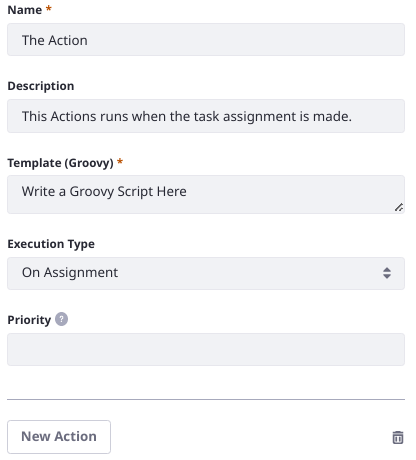 Name *
The Action
Description
This Actions runs when the task assignment is made.
Template (Groovy) *
Write a Groovy Script Here
Execution Type
On Assignment
Priority ?
New Action